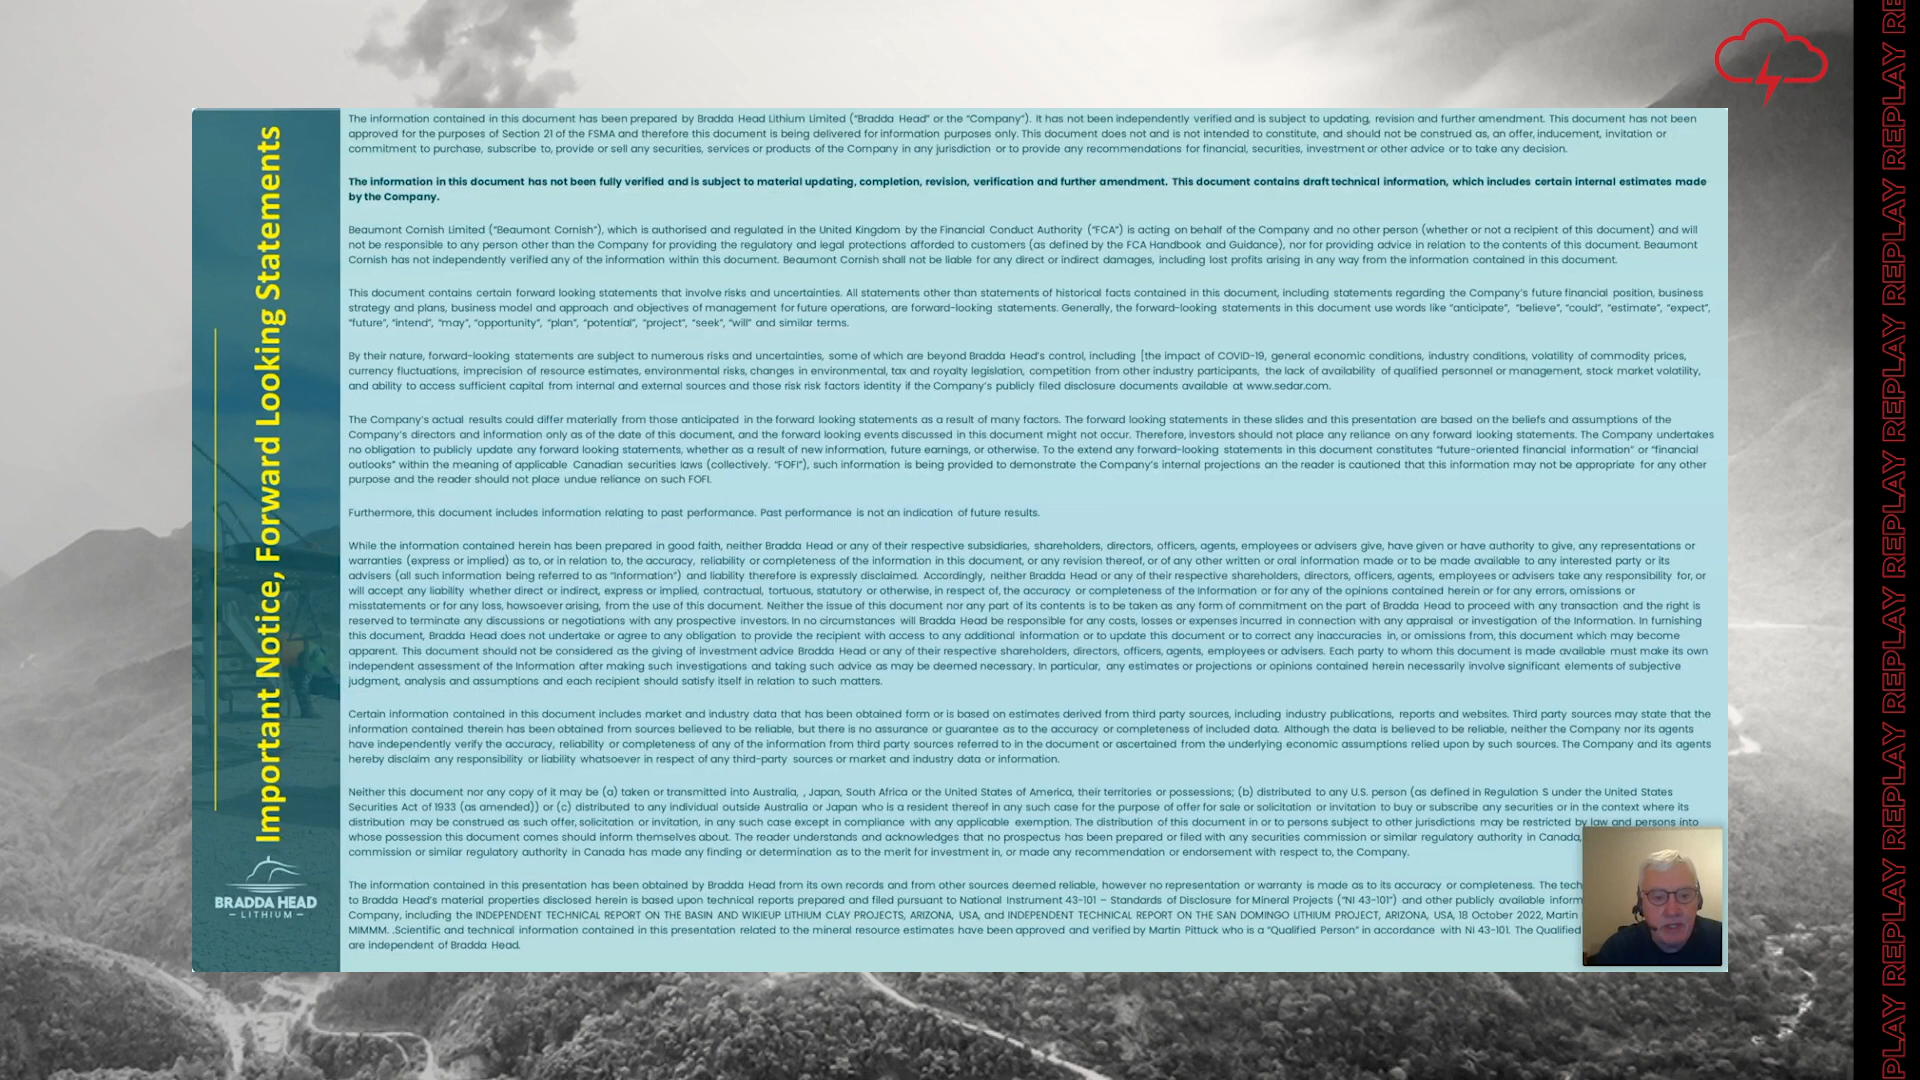 Important Notice, Forward Looking Statements
BRADDA HEAD
LITHIUM
The information contained in this document has been prepared by Bradda Head Lithium Limited (“Bradda Head” or the “Company”). It has not been independently verified and is subject to updating, revision and further amendment. This document has not been
approved for the purposes of Section 21 of the FSMA and therefore this document is being delivered for information purposes only. This document does not and is not intended to constitute, and should not be construed as, an offer, inducement, invitation or
commitment to purchase, subscribe to, provide or sell any securities, services or products of the Company in any jurisdiction or to provide any recommendations for financial, securities, investment or other advice or to take any decision.
The information in this document has not been fully verified and is subject to material updating, completion, revision, verification and further amendment. This document contains draft technical information, which includes certain internal estimates made
by the Company.
Beaumont Cornish Limited (“Beaumont Cornish”), which is authorised and regulated in the United Kingdom by the Financial Conduct Authority (“FCA”) is acting on behalf of the Company and no other person (whether or not a recipient of this document) and will
not be responsible to any person other than the Company for providing the regulatory and legal protections afforded to customers (as defined by the FCA Handbook and Guidance), nor for providing advice in relation to the contents of this document. Beaumont
Cornish has not independently verified any of the information within this document. Beaumont Cornish shall not be liable for any direct or indirect damages, including lost profits arising in any way from the information contained in this document.
This document contains certain forward looking statements that involve risks and uncertainties. All statements other than statements of historical facts contained in this document, including statements regarding the Company’s future financial position, business
strategy and plans, business model and approach and objectives of management for future operations, are forward-looking statements. Generally, the forward-looking statements in this document use words like “anticipate”, “believe”, “could”, “estimate”, “expect”,
“future”, “intend”, “may”, “opportunity”, “plan”, “potential”, “project”, “seek”, “will” and similar terms.
By their nature, forward-looking statements are subject to numerous risks and uncertainties, some of which are beyond Bradda Head’s control, including [the impact of COVID-19, general economic conditions, industry conditions, volatility of commodity prices,
currency fluctuations, imprecision of resource estimates, environmental risks, changes in environmental, tax and royalty legislation, competition from other industry participants, the lack of availability of qualified personnel or management, stock market volatility,
and ability to access sufficient capital from internal and external sources and those risk risk factors identity if the Company’s publicly filed disclosure documents available at www.sedar.com.
The Company’s actual results could differ materially from those anticipated in the forward looking statements as a result of many factors. The forward looking statements in these slides and this presentation are based on the beliefs and assumptions of the
Company’s directors and information only as of the date of this document, and the forward looking events discussed in this document might not occur. Therefore, investors should not place any reliance on any forward looking statements. The Company undertakes
no obligation to publicly update any forward looking statements, whether as a result of new information, future earnings, or otherwise. To the extend any forward-looking statements in this document constitutes “future-oriented financial information” or “financial
outlooks” within the meaning of applicable Canadian securities laws (collectively. “FOFI”), such information is being provided to demonstrate the Company’s internal projections an the reader is cautioned that this information may not be appropriate for any other
purpose and the reader should not place undue reliance on such FOFI.
Furthermore, this document includes information relating to past performance. Past performance is not an indication of future results.
While the information contained herein has been prepared in good faith, neither Bradda Head or any of their respective subsidiaries, shareholders, directors, officers, agents, employees or advisers give, have given or have authority to give, any representations or
warranties (express or implied) as to, or in relation to, the accuracy, reliability or completeness of the information in this document, or any revision thereof, or of any other written or oral information made or to be made available to any interested party or its
advisers (all such information being referred to as “Information”) and liability therefore is expressly disclaimed. Accordingly, neither Bradda Head or any of their respective shareholders, directors, officers, agents, employees or advisers take any responsibility for, or
will accept any liability whether direct or indirect, express or implied, contractual, tortuous, statutory or otherwise, in respect of, the accuracy or completeness of the Information or for any of the opinions contained herein or for any errors, omissions or
misstatements or for any loss, howsoever arising, from the use of this document. Neither the issue of this document nor any part of its contents is to be taken as any form of commitment on the part of Bradda Head to proceed with any transaction and the right is
reserved to terminate any discussions or negotiations with any prospective investors. In no circumstances will Bradda Head be responsible for any costs, losses or expenses incurred in connection with any appraisal or investigation of the Information. In furnishing
this document, Bradda Head does not undertake or agree to any obligation to provide the recipient with access to any additional information or to update this document or to correct any inaccuracies in, or omissions from, this document which may become
apparent. This document should not be considered as the giving of investment advice Bradda Head or any of their respective shareholders, directors, officers, agents, employees or advisers. Each party to whom this document is made available must make its own
independent assessment of the Information after making such investigations and taking such advice as may be deemed necessary. In particular, any estimates or projections or opinions contained herein necessarily involve significant elements of subjective
judgment, analysis and assumptions and each recipient should satisfy itself in relation to such matters.
Certain information contained in this document includes market and industry data that has been obtained form or is based on estimates derived from third party sources, including industry publications, reports and websites. Third party sources may state that the
information contained therein has been obtained from sources believed to be reliable, but there is no assurance or guarantee as to the accuracy or completeness of included data. Although the data is believed to be reliable, neither the Company nor its agents
have independently verify the accuracy, reliability or completeness of any of the information from third party sources referred to in the document or ascertained from the underlying economic assumptions relied upon by such sources. The Company and its agents
hereby disclaim any responsibility or liability whatsoever in respect of any third-party sources or market and industry data or information.
Neither this document nor any copy of it may be (a) taken or transmitted into Australia, , Japan, South Africa or the United States of America, their territories or possessions; (b) distributed to any U.S. person (as defined in Regulation S under the United States
Securities Act of 1933 (as amended)) or (c) distributed to any individual outside Australia or Japan who is a resident thereof in any such case for the purpose of offer for sale or solicitation or invitation to buy or subscribe any securities or in the context where its
distribution may be construed as such offer, solicitation or invitation, in any such case except in compliance with any applicable exemption. The distribution of this document in or to persons subject to other jurisdictions may be restricted by law and persons into
whose possession this document comes should inform themselves about. The reader understands and acknowledges that no prospectus has been prepared or filed with any securities commission or similar regulatory authority in Canada,
commission or similar regulatory authority in Canada has made any finding or determination as to the merit for investment in, or made any recommendation or endorsement with respect to, the Company.
The information contained in this presentation has been obtained by Bradda Head from its own records and from other sources deemed reliable, however no representation or warranty is made as to its accuracy or completeness. The tech
to Bradda Head’s material properties disclosed herein is based upon technical reports prepared and filed pursuant to National Instrument 43-101 – Standards of Disclosure for Mineral Projects (“NI 43-101”) and other publicly available inform
Company, including the INDEPENDENT TECHNICAL REPORT ON THE BASIN AND WIKIEUP LITHIUM CLAY PROJECTS, ARIZONA, USA, and INDEPENDENT TECHNICAL REPORT ON THE SAN DOMINGO LITHIUM PROJECT, ARIZONA, USA, 18 October 2022, Martin
MIMMM. .Scientific and technical information contained in this presentation related to the mineral resource estimates have been approved and verified by Martin Pittuck who is a “Qualified Person” in accordance with NI 43-101. The Qualified
are independent of Bradda Head.
PLAY REPLAY REPLAY REPLAY REPLAY REPLAY REPLAY REPLAY RE